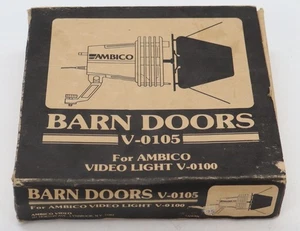 AMBICO
BARN DOORS
V-0105
For AMBICO
VIDEO LIGHT V-0100
BARN DOORS V-0105
For AMBICO VIDEO LIGHT V-0100